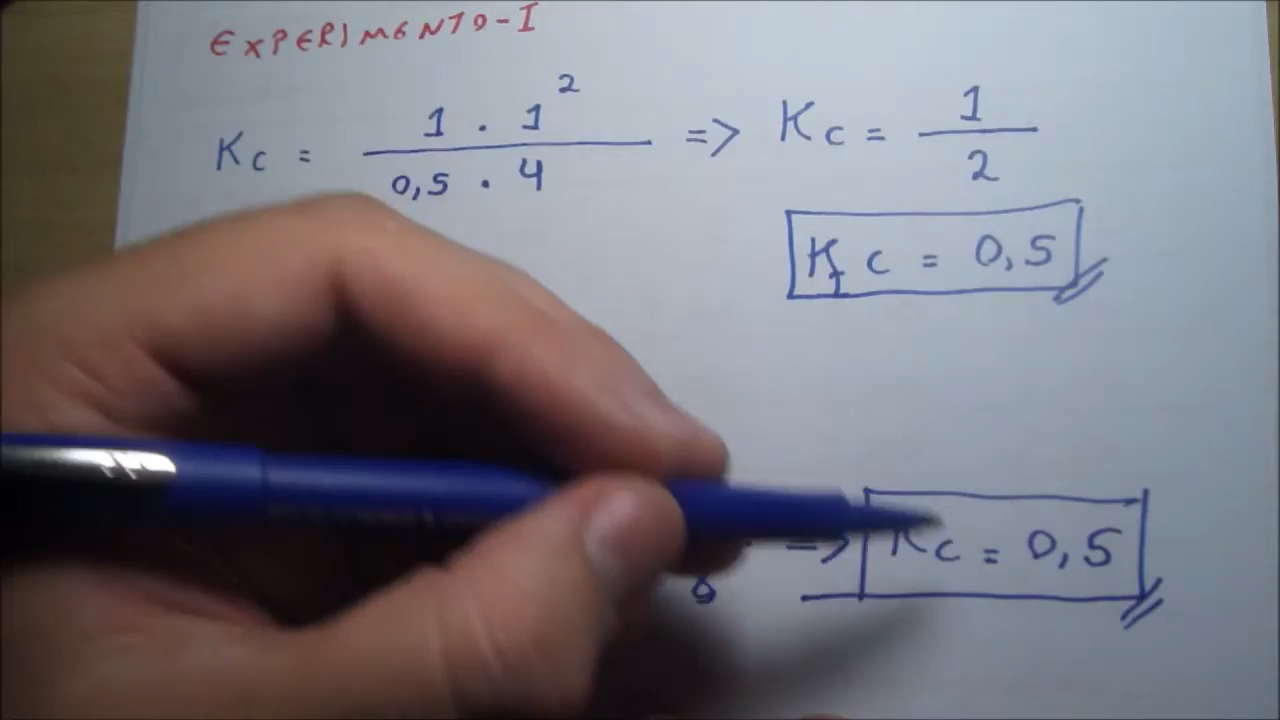 EXPERIMENTO-I
Kc = 1 . 1² / 0,5 . 4 => Kc = 1 / 2
Kc = 0,5
=> Kc = 0,5